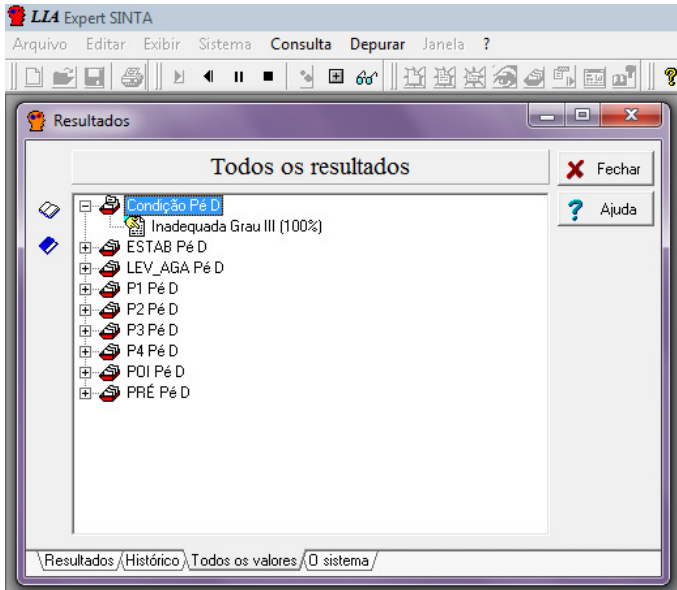 LIA Expert SINTA
Arquivo Editar Exibir Sistema Consulta Depurar Janela ?
Resultados
Todos os resultados
Fechar
Ajuda
Condição Pé D
Inadequada Grau III (100%)
ESTAB Pé D
LEV_AGA Pé D
P1 Pé D
P2 Pé D
P3 Pé D
P4 Pé D
POI Pé D
PRÉ Pé D
Resultados Histórico Todos os valores O sistema